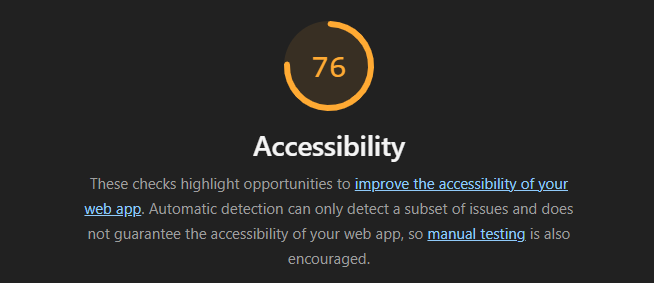 76
Accessibility
These checks highlight opportunities to improve the accessibility of your
web app. Automatic detection can only detect a subset of issues and does
not guarantee the accessibility of your web app, so manual testing is also
encouraged.